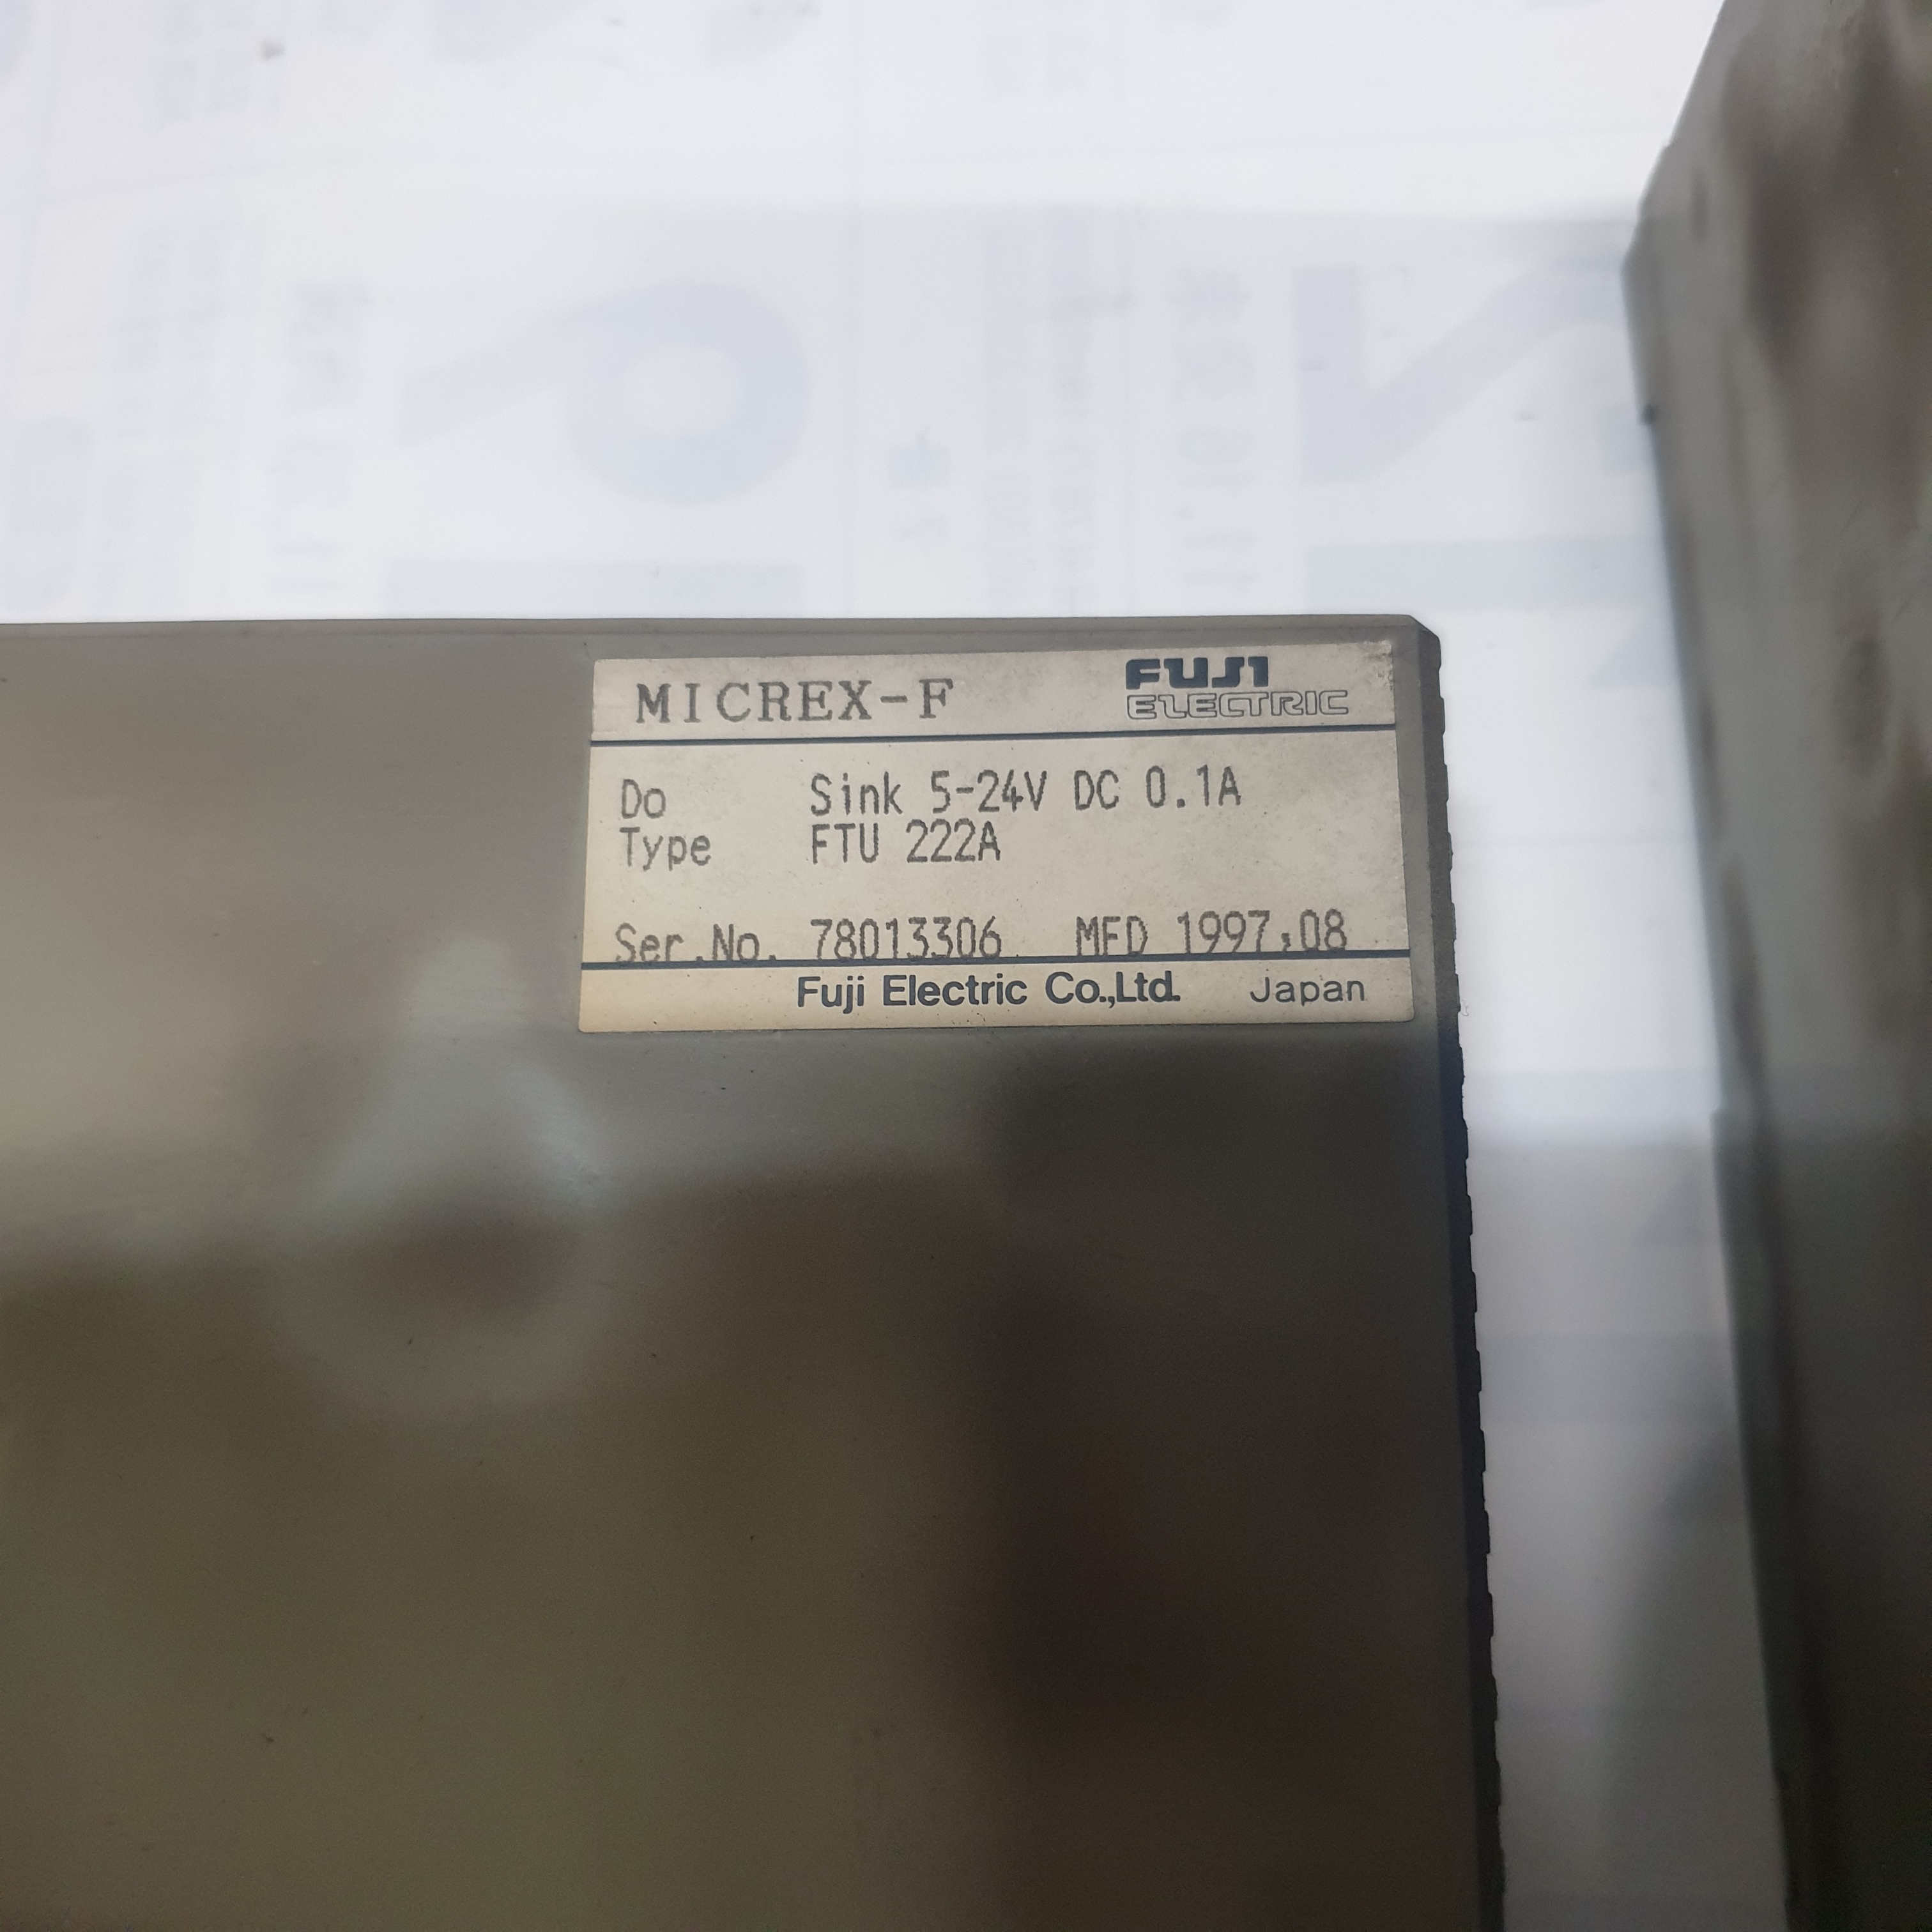 MICREX-F FUJI ELECTRIC
Do Sink 5-24V DC 0.1A
Type FTU 222A
Ser.No. 78013306 MFD 1997,08
Fuji Electric Co.,Ltd. Japan